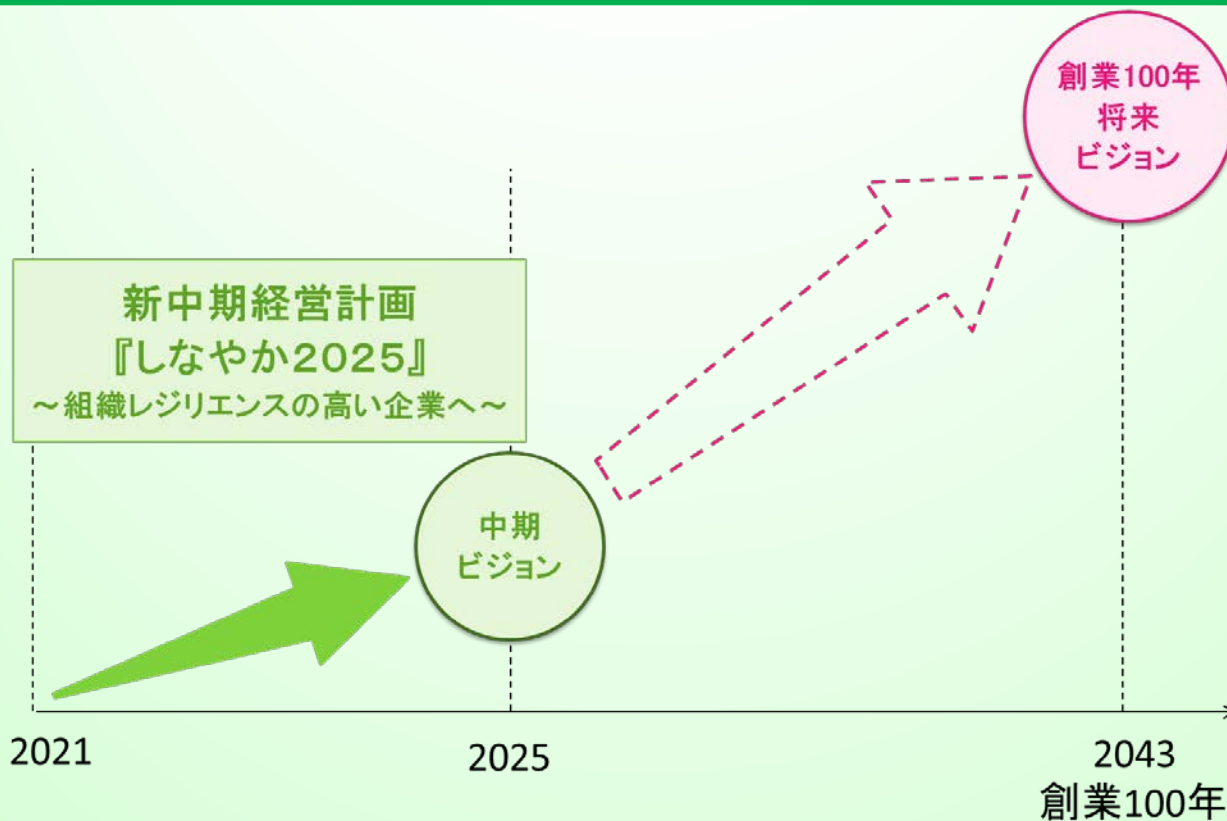 創業100年
将来
ビジョン
新中期経営計画
『しなやか2025』
～組織レジリエンスの高い企業へ～
中期
ビジョン
2021
2025
2043
創業100年